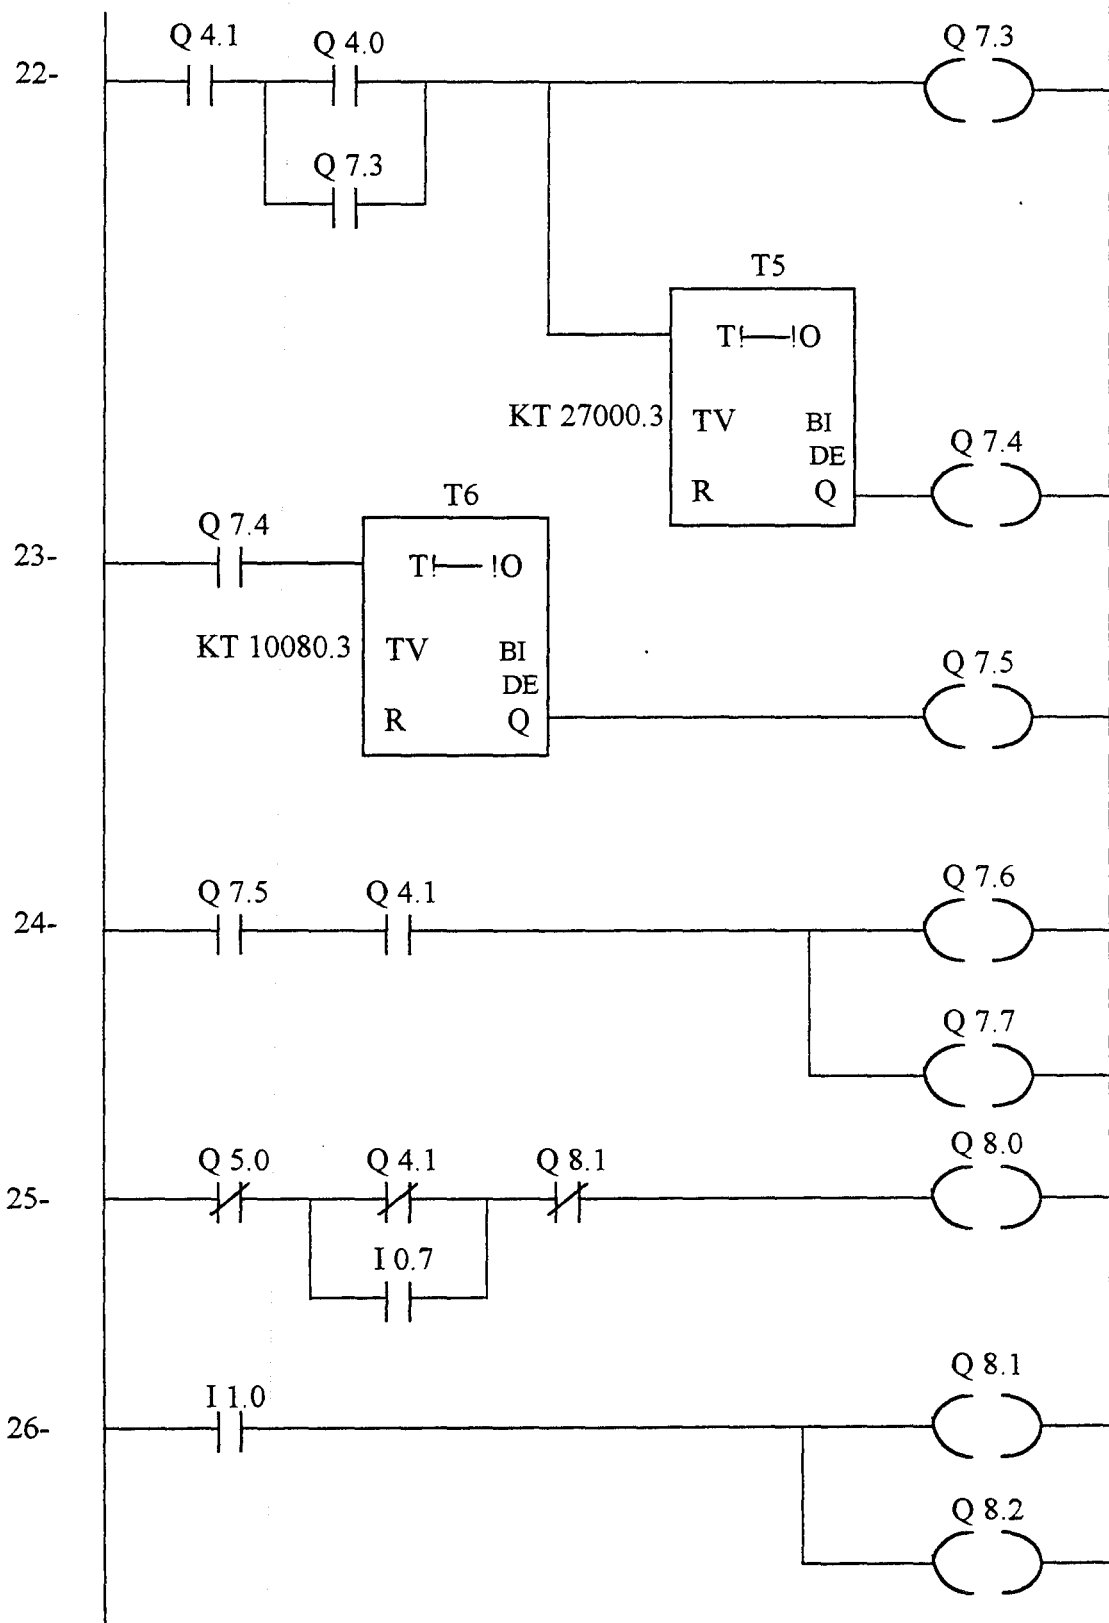 Q 4.1 Q 4.0 Q 7.3
22-
Q 7.3
T5
T!—!O
KT 27000.3 TV BI
DE Q 7.4
R Q
T6
Q 7.4
23-
T!— !O
KT 10080.3 TV BI
DE Q 7.5
R Q
Q 7.5 Q 4.1 Q 7.6
24-
Q 7.7
Q 5.0 Q 4.1 Q 8.1 Q 8.0
25-
I 0.7
I 1.0 Q 8.1
26-
Q 8.2